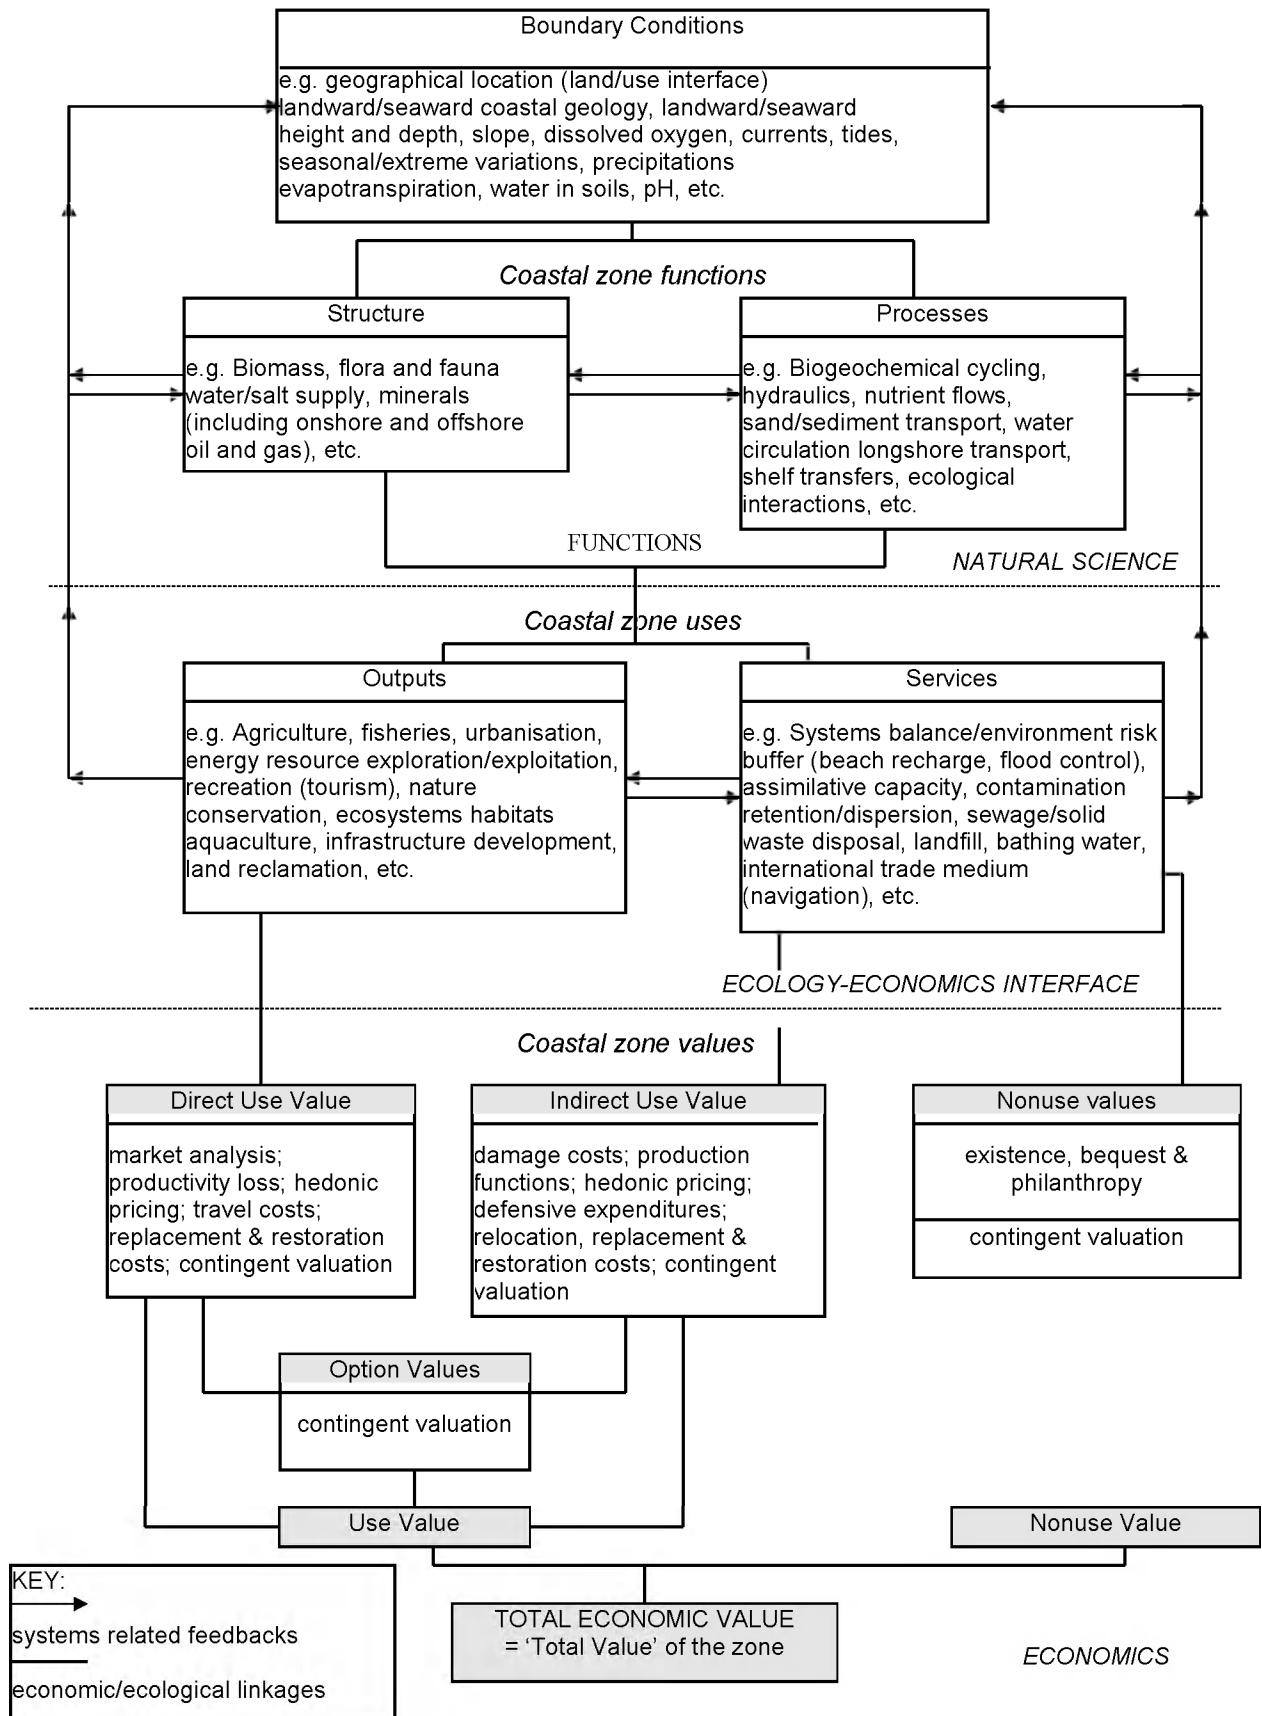 Boundary Conditions
e.g. geographical location (land/use interface)
landward/seaward coastal geology, landward/seaward
height and depth, slope, dissolved oxygen, currents, tides,
seasonal/extreme variations, precipitations
evapotranspiration, water in soils, pH, etc.
Coastal zone functions
Structure
e.g. Biomass, flora and fauna
water/salt supply, minerals
(including onshore and offshore
oil and gas), etc.
Processes
e.g. Biogeochemical cycling,
hydraulics, nutrient flows,
sand/sediment transport, water
circulation longshore transport,
shelf transfers, ecological
interactions, etc.
FUNCTIONS
NATURAL SCIENCE
Coastal zone uses
Outputs
e.g. Agriculture, fisheries, urbanisation,
energy resource exploration/exploitation,
recreation (tourism), nature
conservation, ecosystems habitats
aquaculture, infrastructure development,
land reclamation, etc.
Services
e.g. Systems balance/environment risk
buffer (beach recharge, flood control),
assimilative capacity, contamination
retention/dispersion, sewage/solid
waste disposal, landfill, bathing water,
international trade medium
(navigation), etc.
ECOLOGY-ECONOMICS INTERFACE
Coastal zone values
Direct Use Value
market analysis;
productivity loss; hedonic
pricing; travel costs;
replacement & restoration
costs; contingent valuation
Indirect Use Value
damage costs; production
functions; hedonic pricing;
defensive expenditures;
relocation, replacement &
restoration costs; contingent
valuation
Nonuse values
existence, bequest &
philanthropy
contingent valuation
Option Values
contingent valuation
Use Value
Nonuse Value
KEY:
systems related feedbacks
economic/ecological linkages
TOTAL ECONOMIC VALUE
= ‘Total Value’ of the zone
ECONOMICS